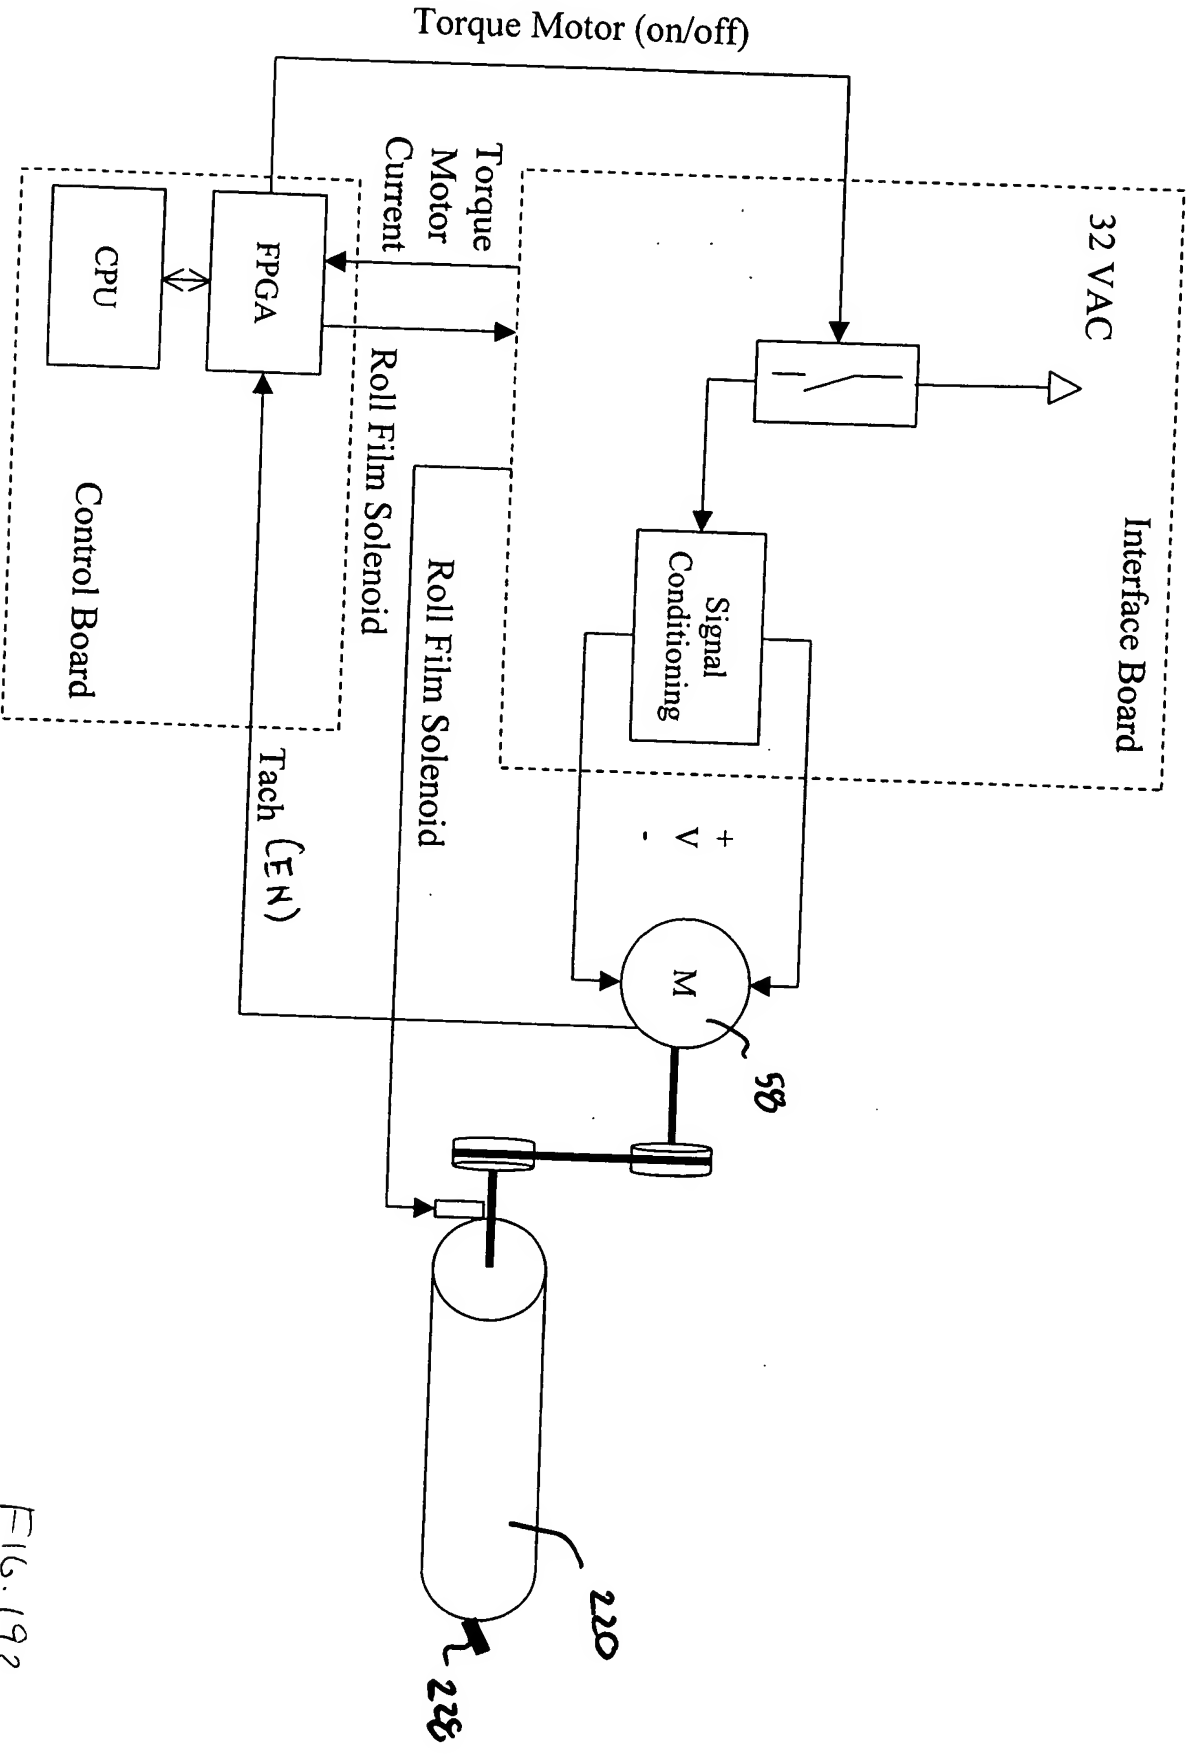 Torque Motor (on/off)
32 VAC
Interface Board
Torque
Motor
Current
FPGA
CPU
Roll Film Solenoid
Control Board
Signal
Conditioning
Roll Film Solenoid
Tach (EN)
+
V
-
M
58
220
228
FIG. 192